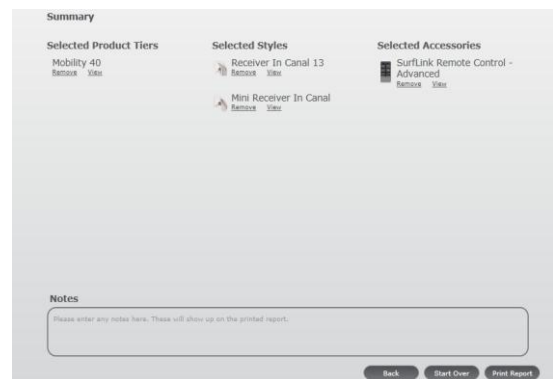 Summary
Selected Product Tiers
Mobility 40
Remove View
Selected Styles
Receiver In Canal 13
Remove View
Mini Receiver In Canal
Remove View
Selected Accessories
SurfLink Remote Control -
Advanced
Remove View
Notes
Please enter any notes here. These will show up on the printed report.
Back Start Over Print Report